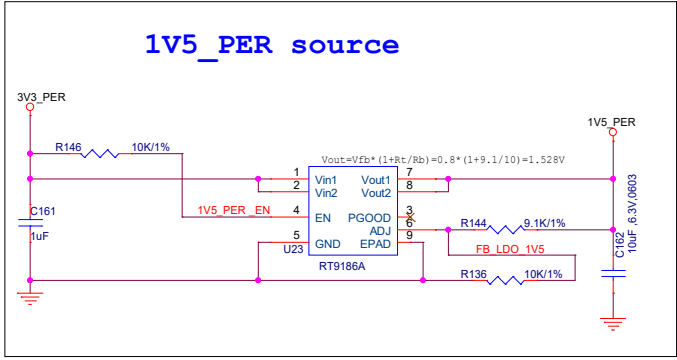 1V5_PER source
3V3_PER
1V5_PER
R146 10K/1%
Vout=Vfb*(1+Rt/Rb)=0.8*(1+9.1/10)=1.528V
1 Vin1 Vout1 7
2 Vin2 Vout2 8
1V5_PER_EN 4 EN PGOOD 3
ADJ 6
R144 9.1K/1%
5 GND EPAD 9
U23
RT9186A
FB_LDO_1V5
R136 10K/1%
C161
1uF
C162
10uF ,6.3V,0603